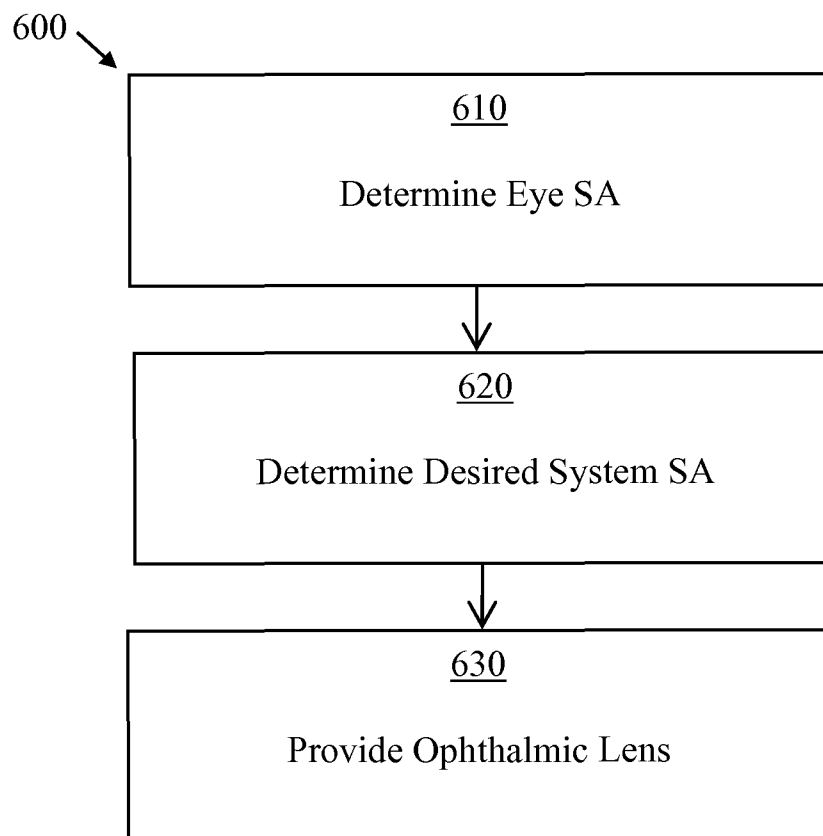 600
610
Determine Eye SA
620
Determine Desired System SA
630
Provide Ophthalmic Lens